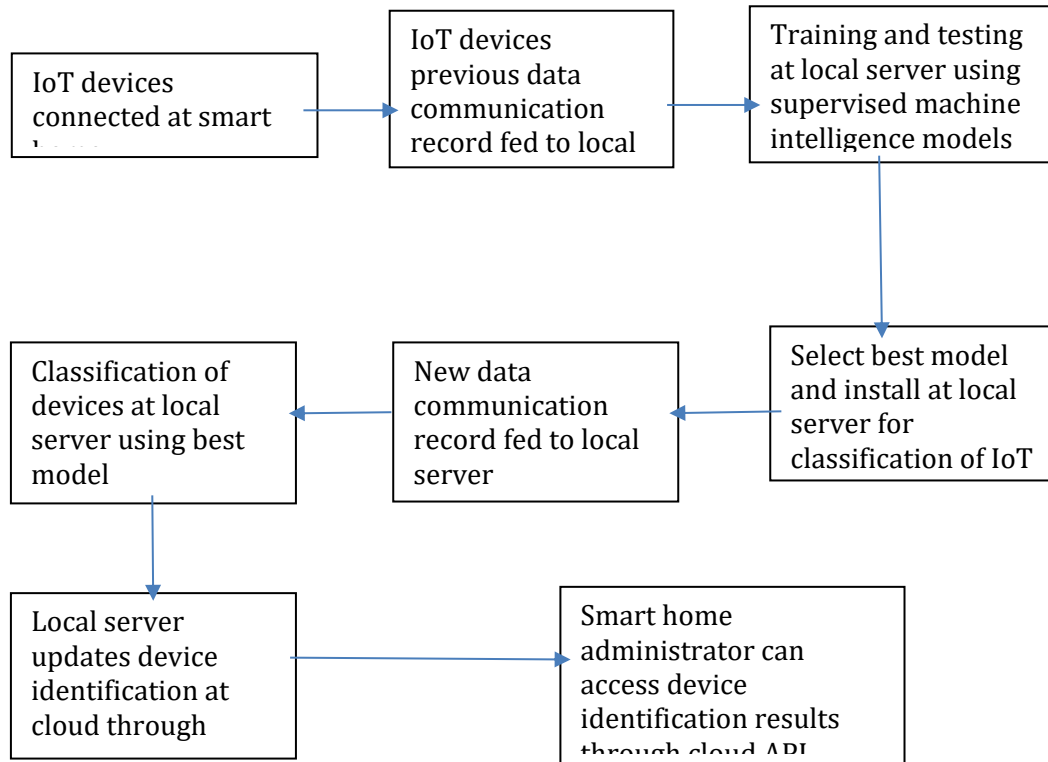 IoT devices
connected at smart
IoT devices
previous data
communication
record fed to local
Training and testing
at local server using
supervised machine
intelligence models
Select best model
and install at local
server for
classification of IoT
New data
communication
record fed to local
server
Classification of
devices at local
server using best
model
Local server
updates device
identification at
cloud through
Smart home
administrator can
access device
identification results
through cloud API